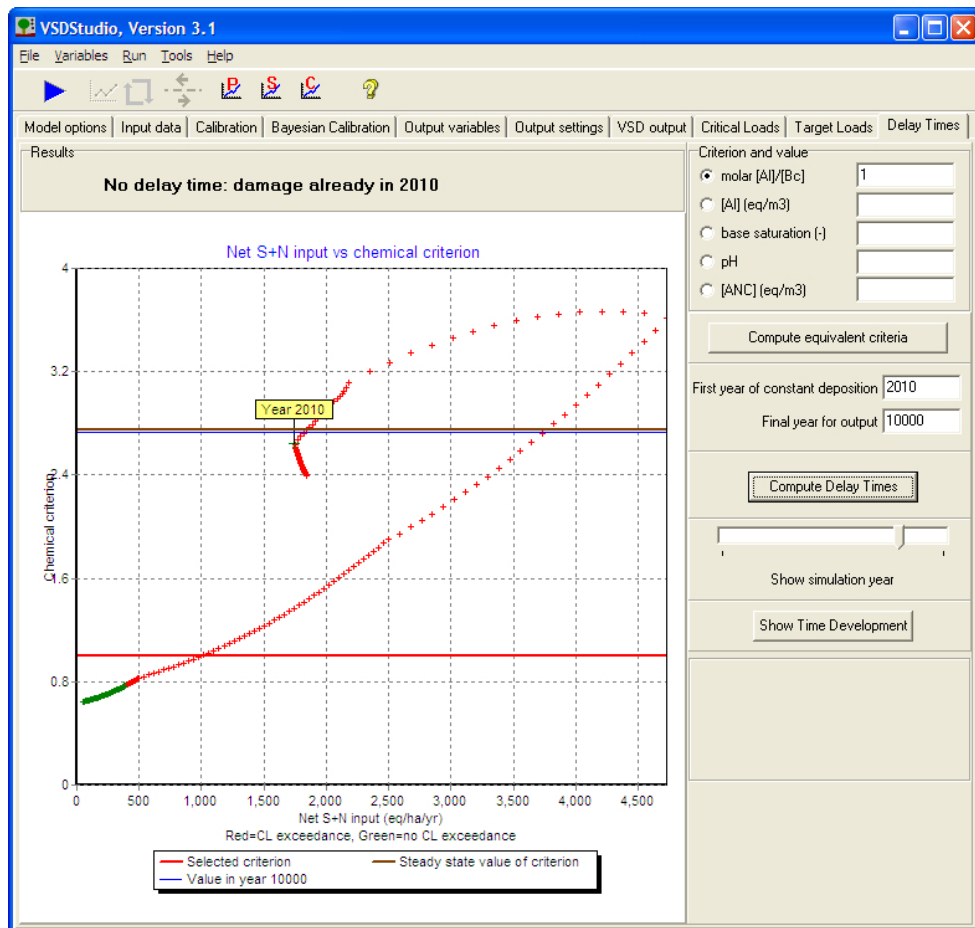 VSDStudio, Version 3.1
File Variables Run Tools Help
P S C ?
Model options Input data Calibration Bayesian Calibration Output variables Output settings VSD output Critical Loads Target Loads Delay Times
Results
No delay time: damage already in 2010
Net S+N input vs chemical criterion
Chemical criterion
4
3.2
2.4
1.6
0.8
0
Year 2010
0 500 1,000 1,500 2,000 2,500 3,000 3,500 4,000 4,500
Net S+N input (eq/ha/yr)
Red=CL exceedance, Green=no CL exceedance
Selected criterion Steady state value of criterion
Value in year 10000
Criterion and value
molar [Al]/[Bc] 1
[Al] (eq/m3)
base saturation (-)
pH
[ANC] (eq/m3)
Compute equivalent criteria
First year of constant deposition 2010
Final year for output 10000
Compute Delay Times
Show simulation year
Show Time Development